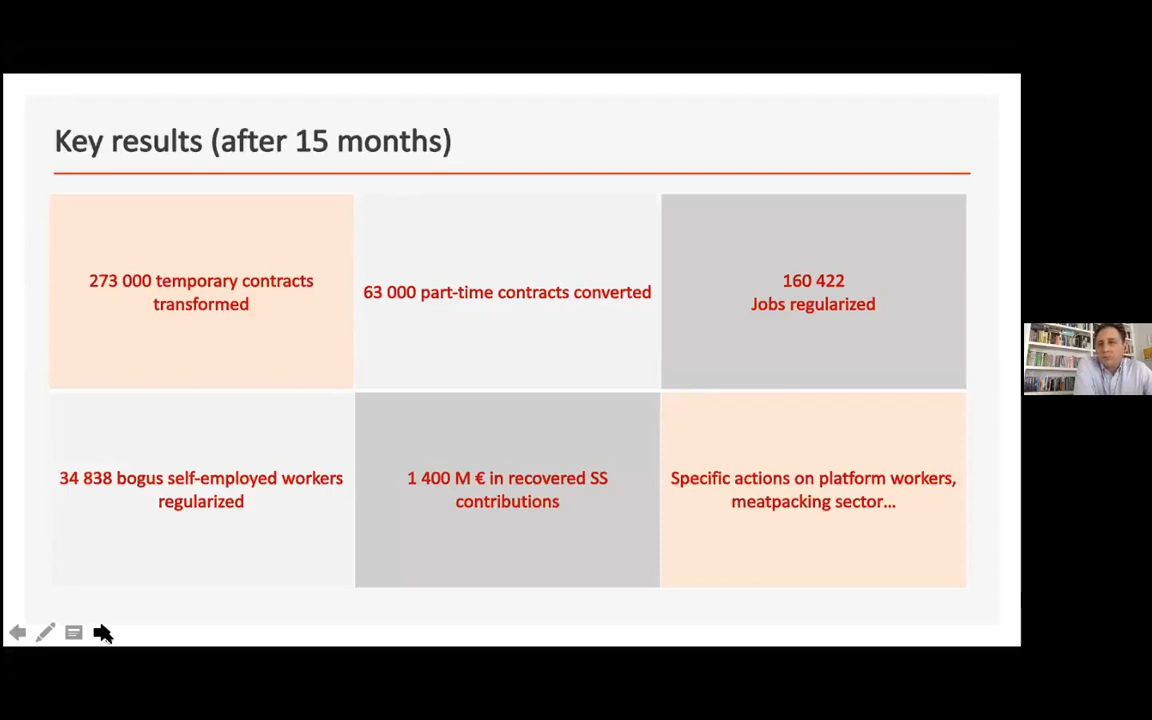 Key results (after 15 months)
273 000 temporary contracts
transformed
63 000 part-time contracts converted
160 422
Jobs regularized
34 838 bogus self-employed workers
regularized
1 400 M € in recovered SS
contributions
Specific actions on platform workers,
meatpacking sector...